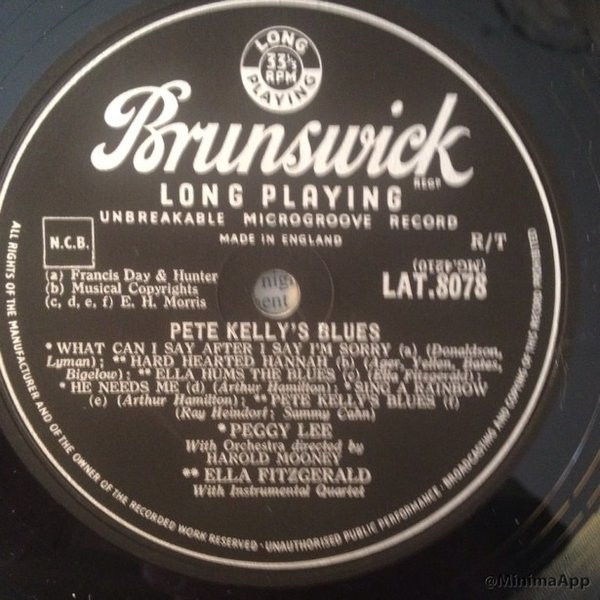 LONG
33⅓
RPM
PLAYING
Brunswick
REGD.
LONG PLAYING
UNBREAKABLE MICROGROOVE RECORD
MADE IN ENGLAND
R/T
N.C.B.
(MG.4210)
LAT.8078
(a) Francis Day & Hunter
(b) Musical Copyrights
(c, d, e, f) E. H. Morris
PETE KELLY'S BLUES
* WHAT CAN I SAY AFTER I SAY I'M SORRY (a) (Donaldson,
Lyman); ** HARD HEARTED HANNAH (b) (Ager, Yellen, Bates,
Bigelow); ** ELLA HUMS THE BLUES (c) (Ella Fitzgerald);
* HE NEEDS ME (d) (Arthur Hamilton); * SING A RAINBOW
(e) (Arthur Hamilton); ** PETE KELLY'S BLUES (f)
(Ray Heindorf; Sammy Cahn)
* PEGGY LEE
With Orchestra directed by
HAROLD MOONEY
** ELLA FITZGERALD
With Instrumental Quartet
ALL RIGHTS OF THE MANUFACTURER AND OF THE OWNER OF THE RECORDED WORK RESERVED · UNAUTHORISED PUBLIC PERFORMANCE · BROADCASTING AND COPYING OF THIS RECORD PROHIBITED
@MinimaApp